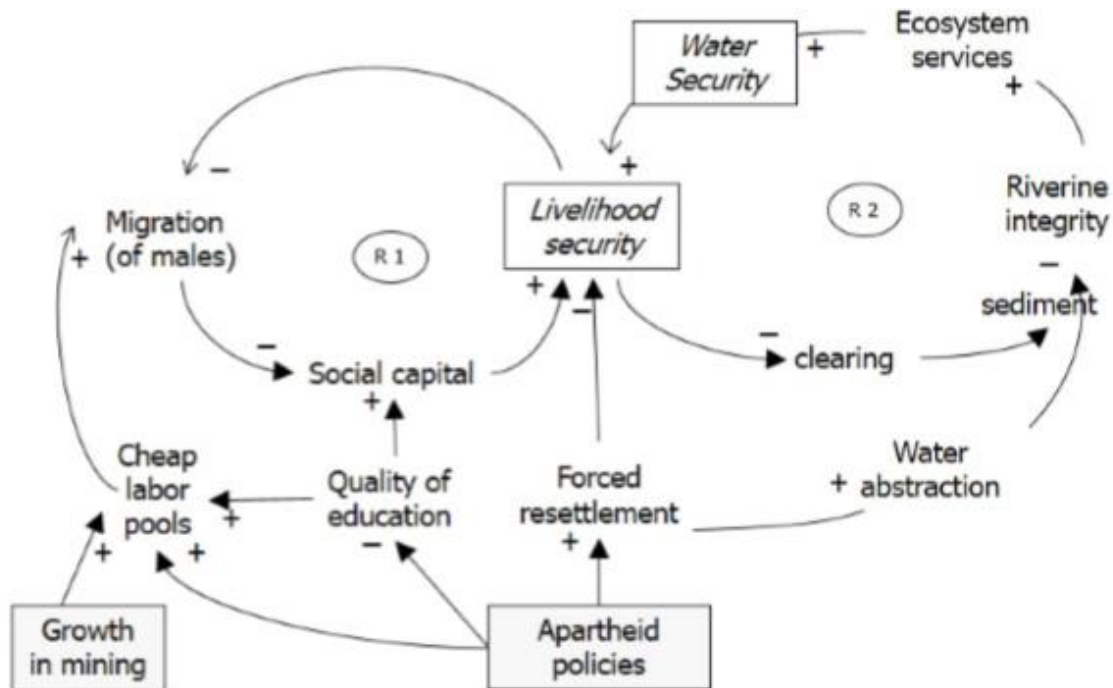 Ecosystem
services
+
+
Water
Security
+
−
Migration
(of males)
+
R 1
Livelihood
security
+
−
R 2
Riverine
integrity
−
sediment
−
clearing
−
Social capital
+
Cheap
labor
pools
+
+
+
Quality of
education
−
Forced
resettlement
+
Water
abstraction
+
Growth
in mining
Apartheid
policies